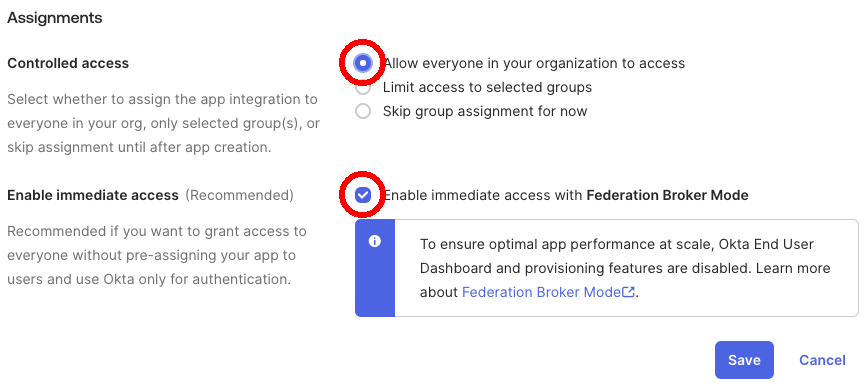 Assignments
Controlled access
Select whether to assign the app integration to
everyone in your org, only selected group(s), or
skip assignment until after app creation.
Allow everyone in your organization to access
Limit access to selected groups
Skip group assignment for now
Enable immediate access (Recommended)
Recommended if you want to grant access to
everyone without pre-assigning your app to
users and use Okta only for authentication.
Enable immediate access with Federation Broker Mode
To ensure optimal app performance at scale, Okta End User
Dashboard and provisioning features are disabled. Learn more
about Federation Broker Mode.
Save
Cancel